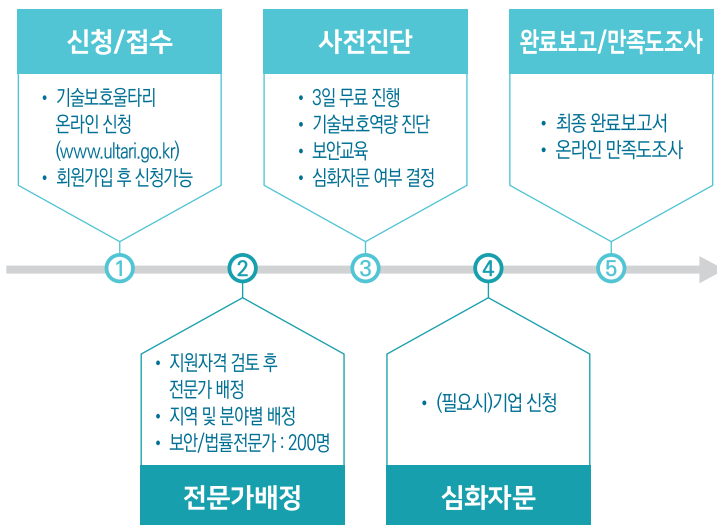 신청/접수
• 기술보호울타리
온라인 신청
(www.ultari.go.kr)
• 회원가입 후 신청가능
1
전문가배정
• 지원자격 검토 후
전문가 배정
• 지역 및 분야별 배정
• 보안/법률전문가 : 200명
2
사전진단
• 3일 무료 진행
• 기술보호역량 진단
• 보안교육
• 심화자문 여부 결정
3
심화자문
• (필요시)기업 신청
4
완료보고/만족도조사
• 최종 완료보고서
• 온라인 만족도조사
5